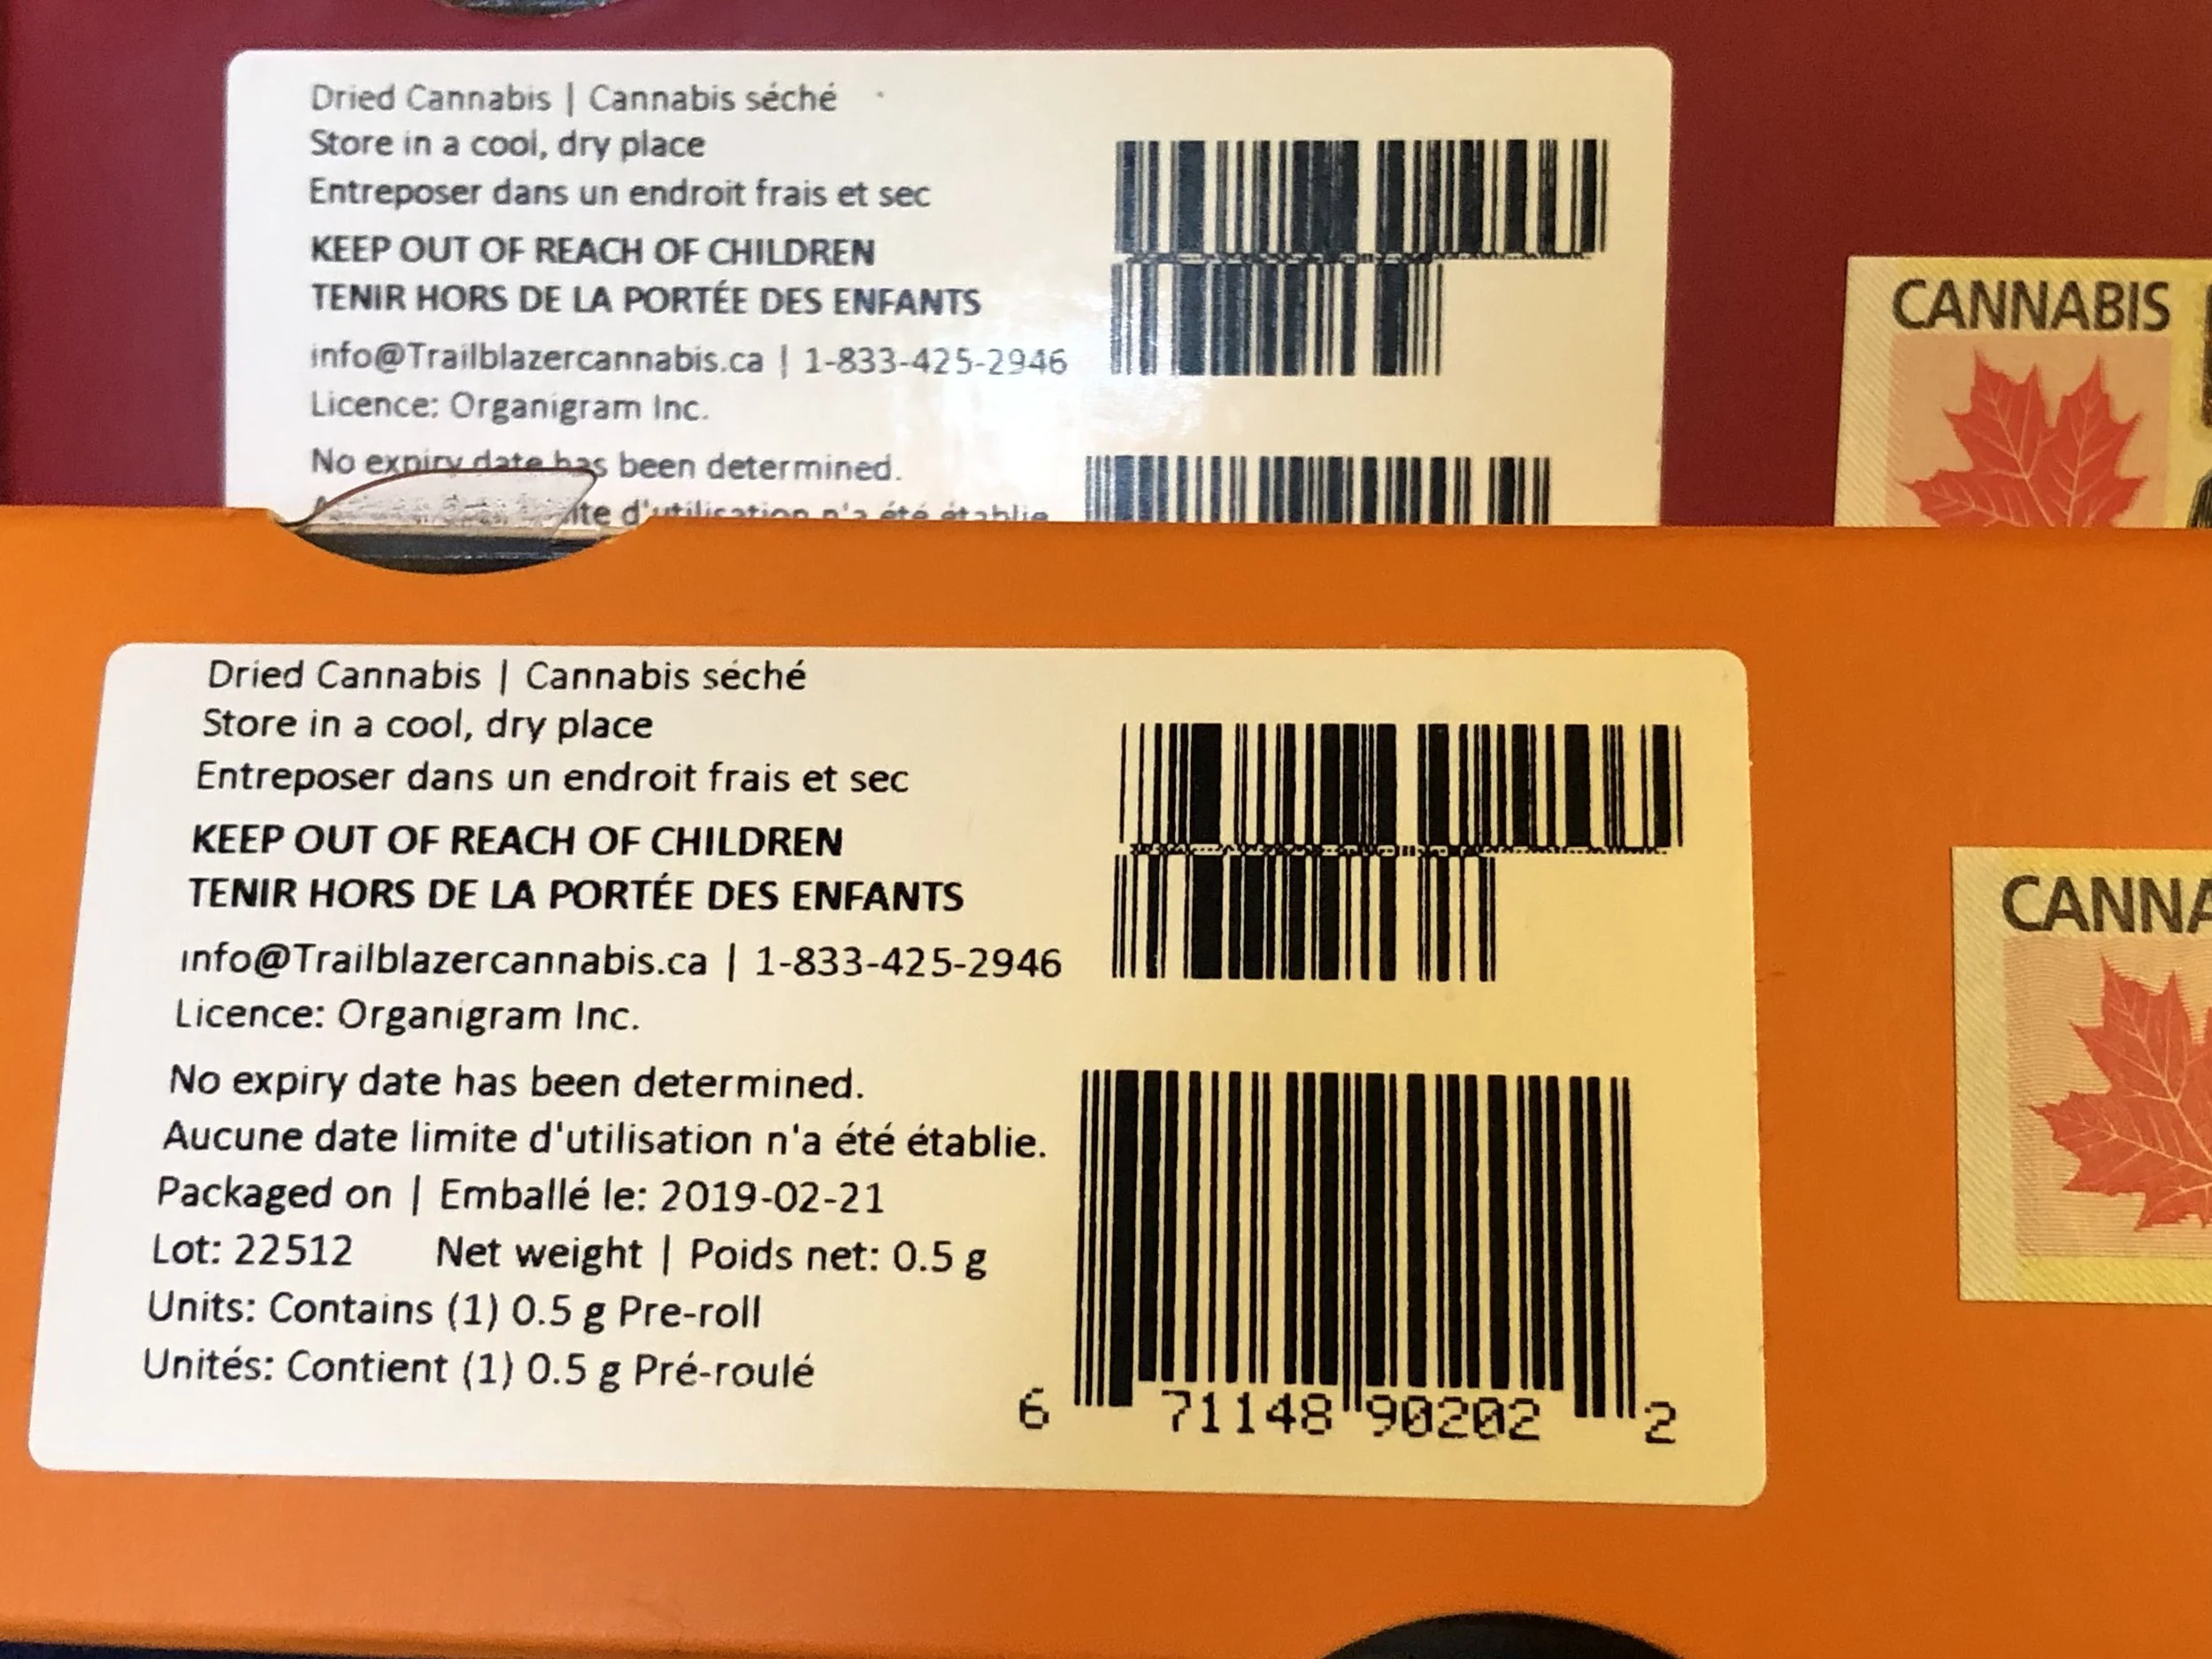 Dried Cannabis | Cannabis séché
Store in a cool, dry place
Entreposer dans un endroit frais et sec
KEEP OUT OF REACH OF CHILDREN
TENIR HORS DE LA PORTÉE DES ENFANTS
info@Trailblazercannabis.ca | 1-833-425-2946
Licence: Organigram Inc.
No expiry date has been determined.
d'utilisation n'a été établie
CANNABIS
Dried Cannabis | Cannabis séché
Store in a cool, dry place
Entreposer dans un endroit frais et sec
KEEP OUT OF REACH OF CHILDREN
TENIR HORS DE LA PORTÉE DES ENFANTS
info@Trailblazercannabis.ca | 1-833-425-2946
Licence: Organigram Inc.
No expiry date has been determined.
Aucune date limite d'utilisation n'a été établie.
Packaged on | Emballé le: 2019-02-21
Lot: 22512 Net weight | Poids net: 0.5 g
Units: Contains (1) 0.5 g Pre-roll
Unités: Contient (1) 0.5 g Pré-roulé
6 71148 90202 2
CANNA